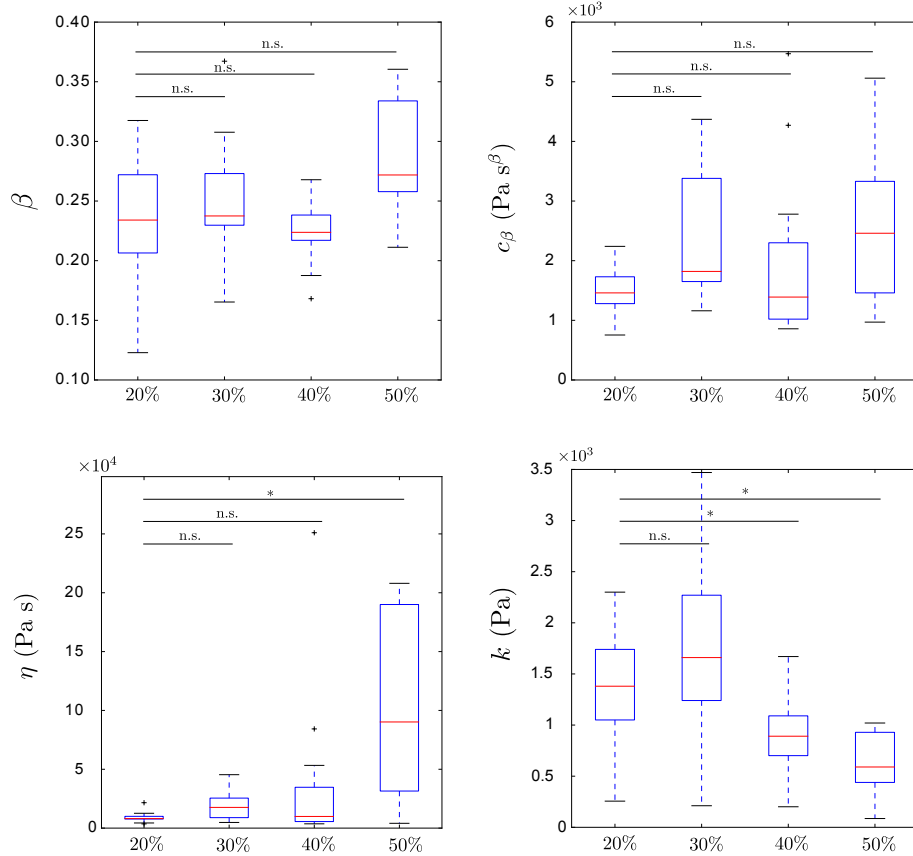 ×10³
0.40
n.s.
0.35
n.s.
n.s.
0.30
0.25
0.20
0.15
0.10
β
20% 30% 40% 50%
6
n.s.
5
n.s.
n.s.
4
3
2
1
0
c_β (Pa s^β)
20% 30% 40% 50%
×10⁴
*
n.s.
25
n.s.
20
15
10
5
0
η (Pa s)
20% 30% 40% 50%
×10³
3.5
*
3
*
n.s.
2.5
2
1.5
1
0.5
0
k (Pa)
20% 30% 40% 50%